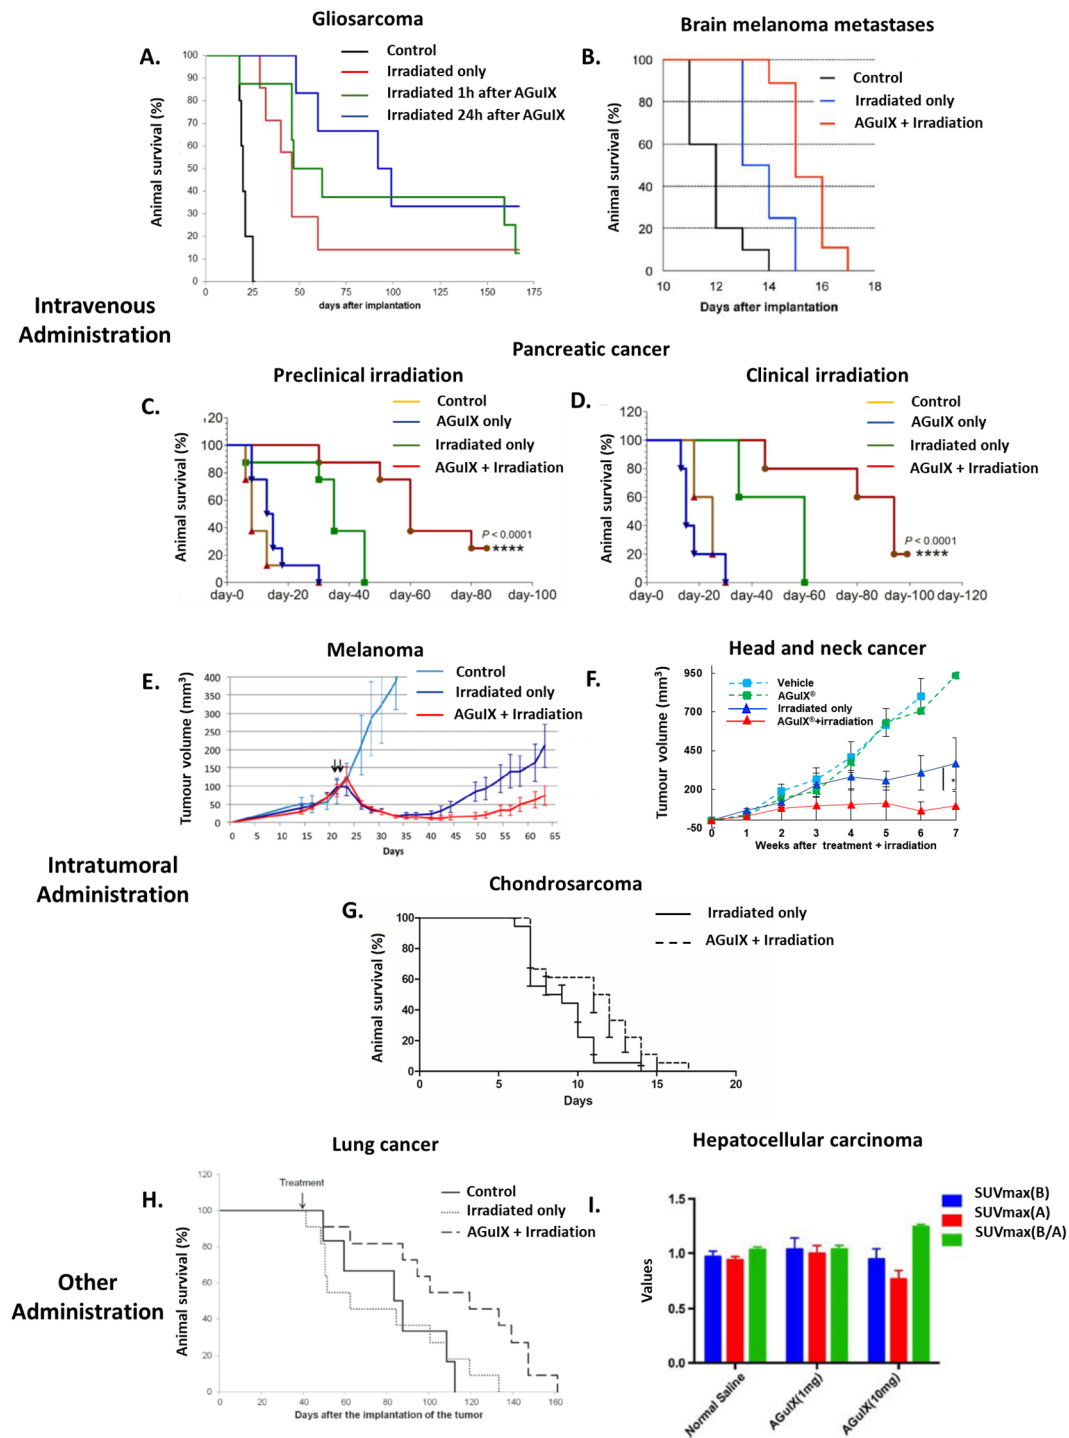 Gliosarcoma
Brain melanoma metastases
A.
Control
Irradiated only
Irradiated 1h after AGuIX
Irradiated 24h after AGuIX
Animal survival (%)
100
90
80
70
60
50
40
30
20
10
0
0 25 50 75 100 125 150 175
days after implantation
B.
Control
Irradiated only
AGuIX + Irradiation
Animal survival (%)
100
80
60
40
20
0
10 12 14 16 18
Days after implantation
Intravenous
Administration
Pancreatic cancer
Preclinical irradiation
Clinical irradiation
C.
Control
AGuIX only
Irradiated only
AGuIX + Irradiation
Animal survival (%)
20
100
80
60
40
20
0
P < 0.0001
****
day-0 day-20 day-40 day-60 day-80 day-100
D.
Control
AGuIX only
Irradiated only
AGuIX + Irradiation
Animal survival (%)
120
100
80
60
40
20
0
P < 0.0001
****
day-0 day-20 day-40 day-60 day-80 day-100 day-120
Melanoma
Head and neck cancer
E.
Control
Irradiated only
AGuIX + Irradiation
Tumour volume (mm³)
400
350
300
250
200
150
100
50
0
0 5 10 15 20 25 30 35 40 45 50 55 60 65
Days
F.
Vehicle
AGuIX®
Irradiated only
AGuIX®+irradiation
Tumour volume (mm³)
950
700
450
200
-50
*
0 1 2 3 4 5 6 7
Weeks after treatment + irradiation
Intratumoral
Administration
Chondrosarcoma
G.
Irradiated only
AGuIX + Irradiation
Animal survival (%)
100
80
60
40
20
0
0 5 10 15 20
Days
Lung cancer
Hepatocellular carcinoma
H.
Treatment
Control
Irradiated only
AGuIX + Irradiation
Animal survival (%)
120
100
80
60
40
20
0
0 20 40 60 80 100 120 140 160
Days after the implantation of the tumor
I.
SUVmax(B)
SUVmax(A)
SUVmax(B/A)
Values
1.5
1.0
0.5
0.0
Normal Saline
AGuIX(1mg)
AGuIX(10mg)
Other
Administration